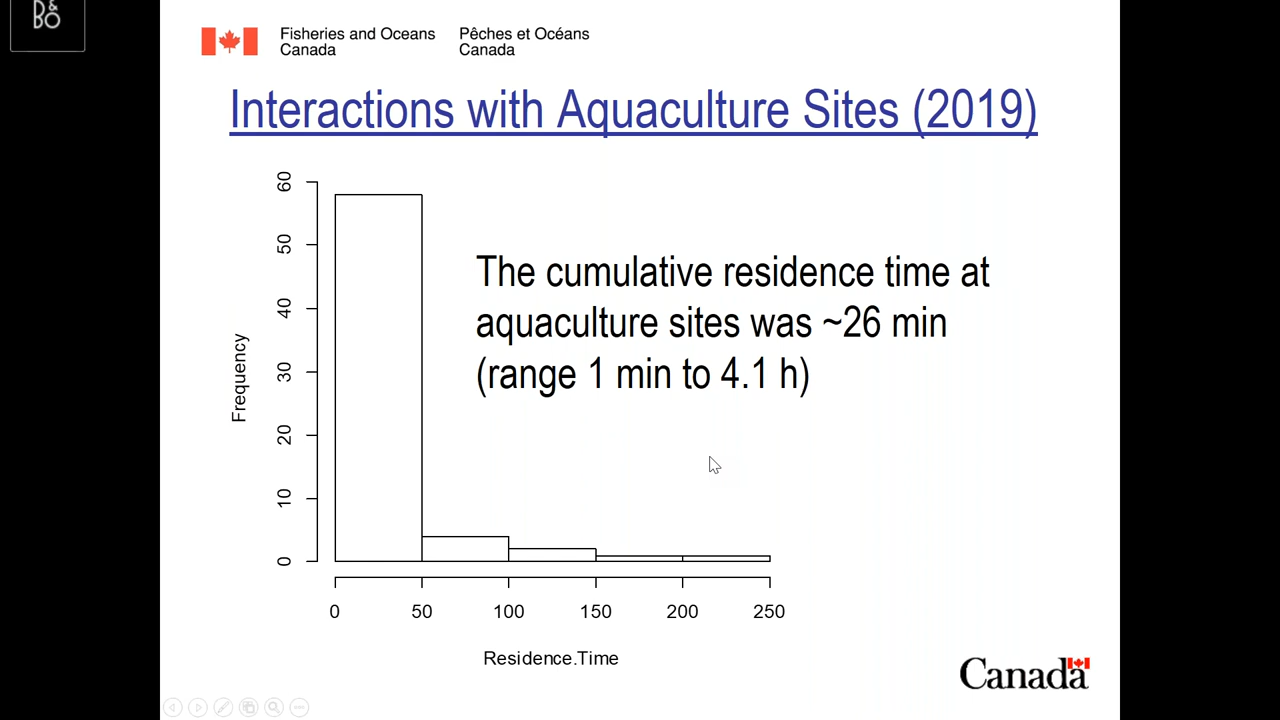 B&
BO
Fisheries and Oceans
Canada
Pêches et Océans
Canada
Interactions with Aquaculture Sites (2019)
60
50
40
30
20
10
0
Frequency
The cumulative residence time at
aquaculture sites was ~26 min
(range 1 min to 4.1 h)
0 50 100 150 200 250
Residence.Time
Canada